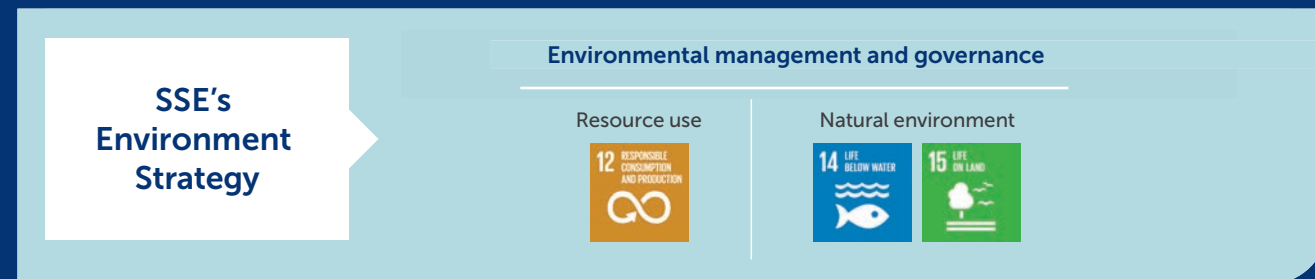 SSE's
Environment
Strategy
Environmental management and governance
Resource use
12 RESPONSIBLE
CONSUMPTION
AND PRODUCTION
Natural environment
14 LIFE
BELOW WATER
15 LIFE
ON LAND